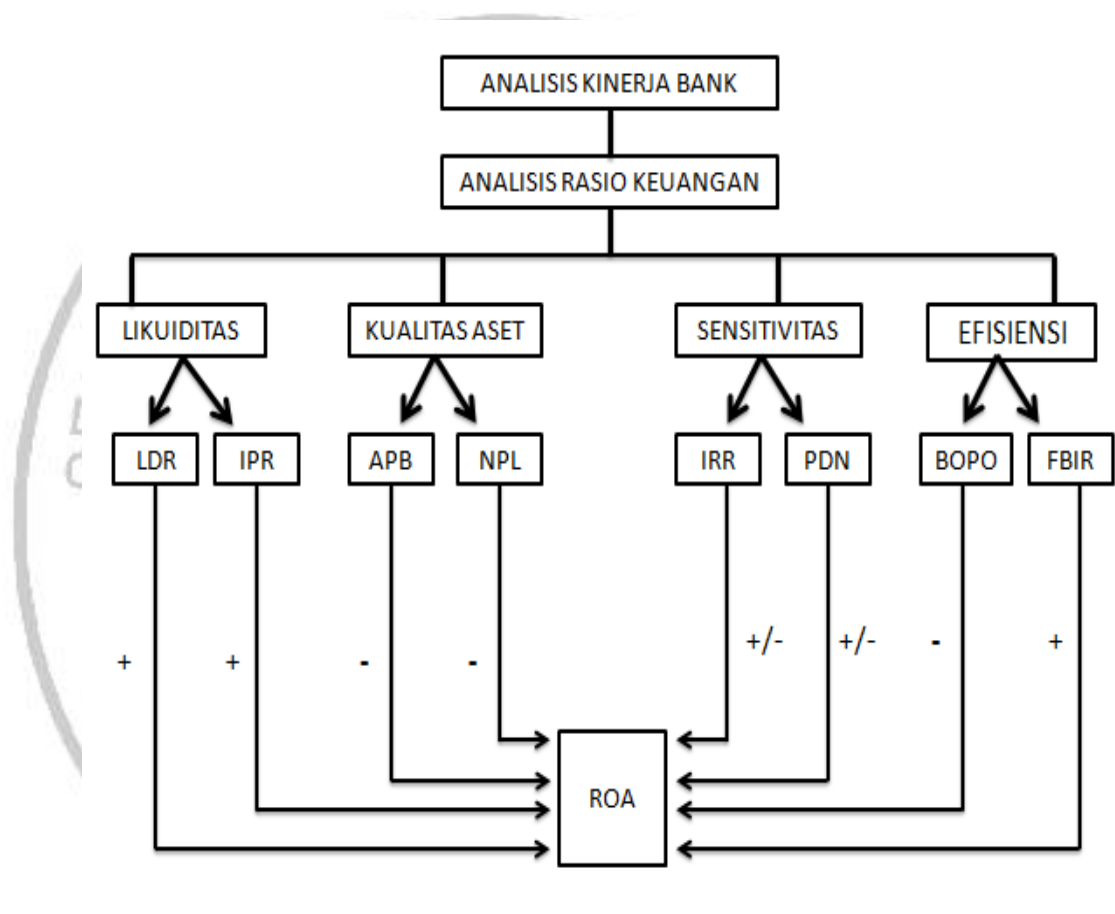 ANALISIS KINERJA BANK
ANALISIS RASIO KEUANGAN
LIKUIDITAS KUALITAS ASET SENSITIVITAS EFISIENSI
LDR IPR APB NPL IRR PDN BOPO FBIR
+ + - - +/- +/- - +
ROA